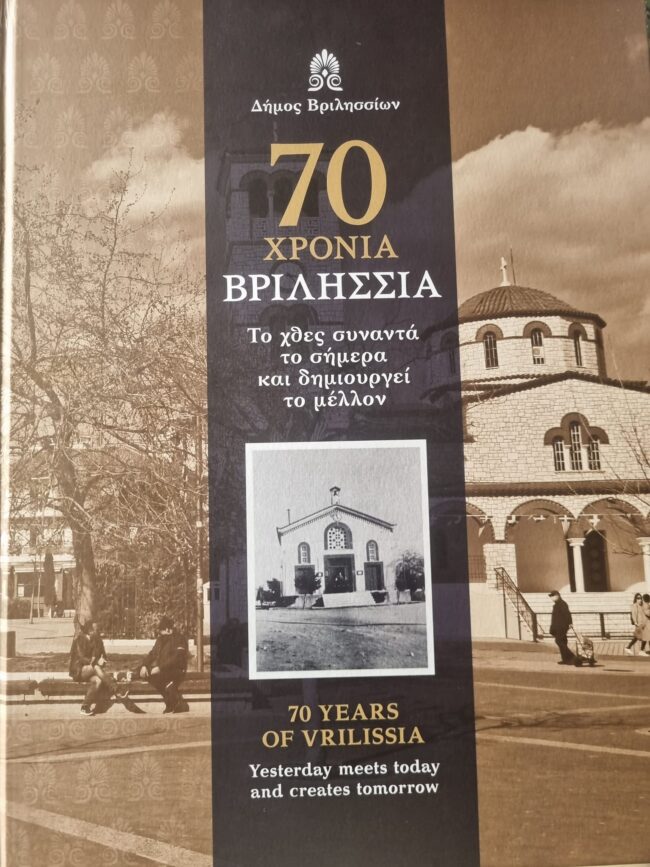 Δήμος Βριλησσίων
70
ΧΡΟΝΙΑ
ΒΡΙΛΗΣΣΙΑ
Το χθες συναντά
το σήμερα
και δημιουργεί
το μέλλον
70 YEARS
OF VRILISSIA
Yesterday meets today
and creates tomorrow